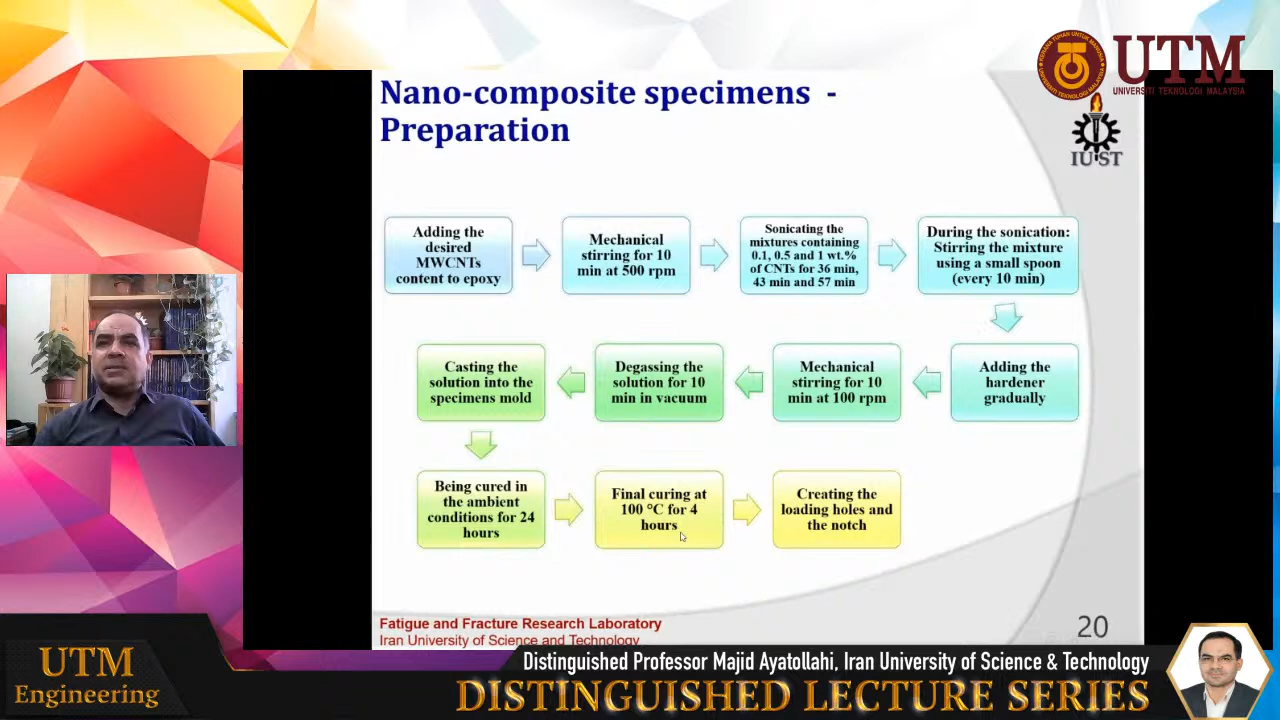 UTM
UNIVERSITI TEKNOLOGI MALAYSIA
IUST
Nano-composite specimens -
Preparation
Adding the
desired
MWCNTs
content to epoxy
Mechanical
stirring for 10
min at 500 rpm
Sonicating the
mixtures containing
0.1, 0.5 and 1 wt.%
of CNTs for 36 min,
43 min and 57 min
During the sonication:
Stirring the mixture
using a small spoon
(every 10 min)
Adding the
hardener
gradually
Mechanical
stirring for 10
min at 100 rpm
Degassing the
solution for 10
min in vacuum
Casting the
solution into the
specimens mold
Being cured in
the ambient
conditions for 24
hours
Final curing at
100 °C for 4
hours
Creating the
loading holes and
the notch
Fatigue and Fracture Research Laboratory
Iran University of Science and Technology
20
UTM
Engineering
Distinguished Professor Majid Ayatollahi, Iran University of Science & Technology
DISTINGUISHED LECTURE SERIES